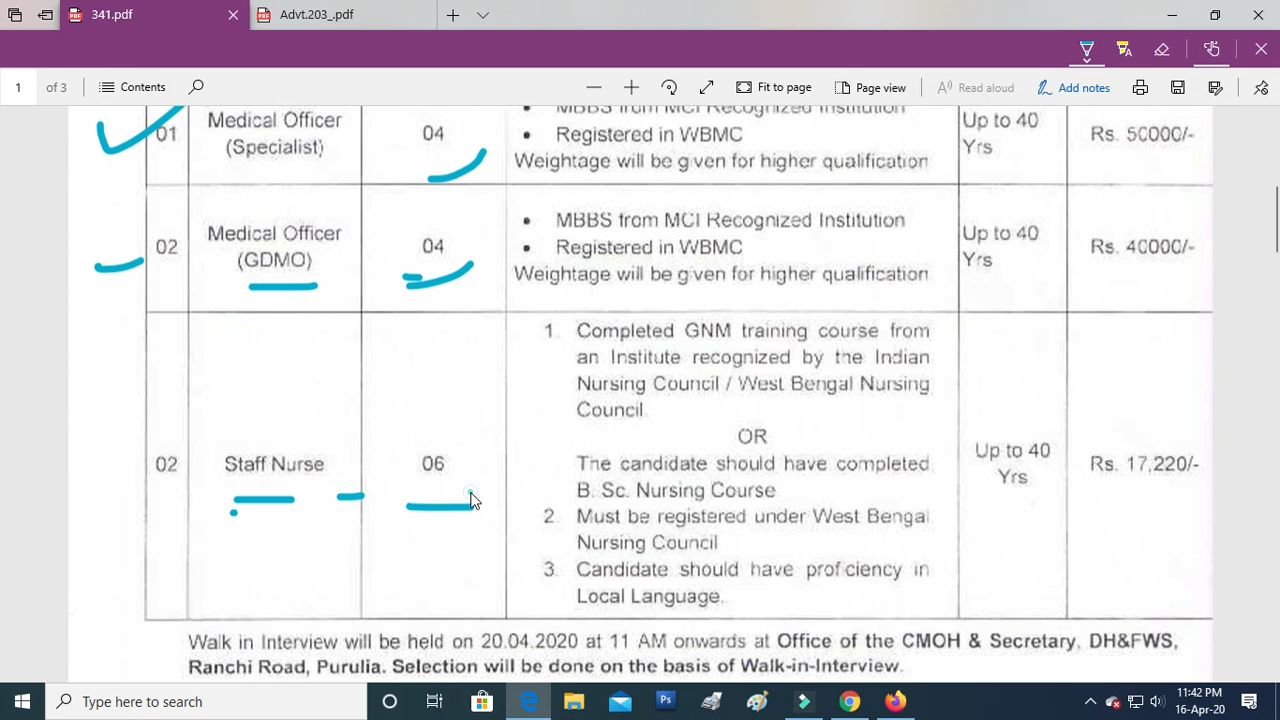 341.pdf
Advt.203_.pdf
1 of 3
Contents
Fit to page
Page view
Read aloud
Add notes
01
Medical Officer
(Specialist)
04
• MBBS from MCI Recognized Institution
• Registered in WBMC
Weightage will be given for higher qualification
Up to 40
Yrs
Rs. 50000/-
02
Medical Officer
(GDMO)
04
• MBBS from MCI Recognized Institution
• Registered in WBMC
Weightage will be given for higher qualification
Up to 40
Yrs
Rs. 40000/-
02
Staff Nurse
06
1. Completed GNM training course from
an Institute recognized by the Indian
Nursing Council / West Bengal Nursing
Council.
OR
The candidate should have completed
B. Sc. Nursing Course
2. Must be registered under West Bengal
Nursing Council
3. Candidate should have proficiency in
Local Language.
Up to 40
Yrs
Rs. 17,220/-
Walk in Interview will be held on 20.04.2020 at 11 AM onwards at Office of the CMOH & Secretary, DH&FWS,
Ranchi Road, Purulia. Selection will be done on the basis of Walk-in-Interview.
Type here to search
Ps
11:42 PM
16-Apr-20